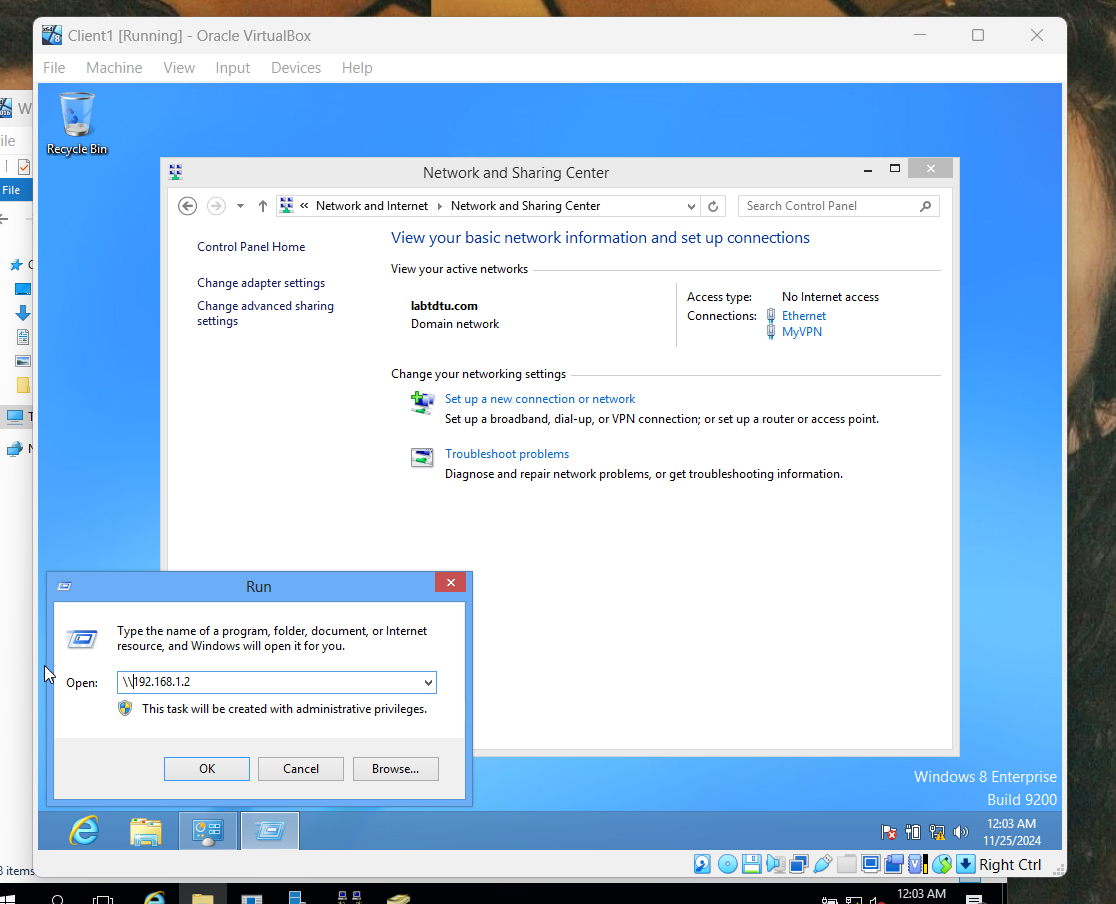 Client1 [Running] - Oracle VirtualBox
File Machine View Input Devices Help
Recycle Bin
Network and Sharing Center
« Network and Internet Network and Sharing Center
Search Control Panel
Control Panel Home
Change adapter settings
Change advanced sharing
settings
View your basic network information and set up connections
View your active networks
labtdtu.com
Domain network
Access type: No Internet access
Connections: Ethernet
MyVPN
Change your networking settings
Set up a new connection or network
Set up a broadband, dial-up, or VPN connection; or set up a router or access point.
Troubleshoot problems
Diagnose and repair network problems, or get troubleshooting information.
Run
Type the name of a program, folder, document, or Internet
resource, and Windows will open it for you.
Open: \\192.168.1.2
This task will be created with administrative privileges.
OK Cancel Browse...
Windows 8 Enterprise
Build 9200
12:03 AM
11/25/2024
Right Ctrl
File
items
12:03 AM